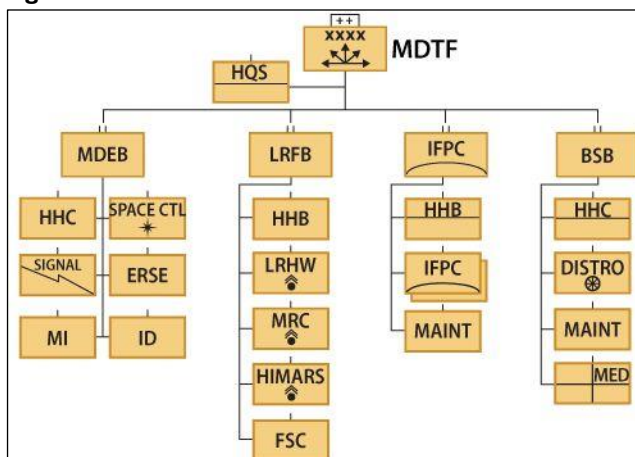 ++
XXXX
MDTF
HQS
MDEB
LRFB
IFPC
BSB
HHC
SPACE CTL
HHB
HHB
HHC
SIGNAL
ERSE
LRHW
IFPC
DISTRO
MI
ID
MRC
MAINT
MAINT
HIMARS
MED
FSC